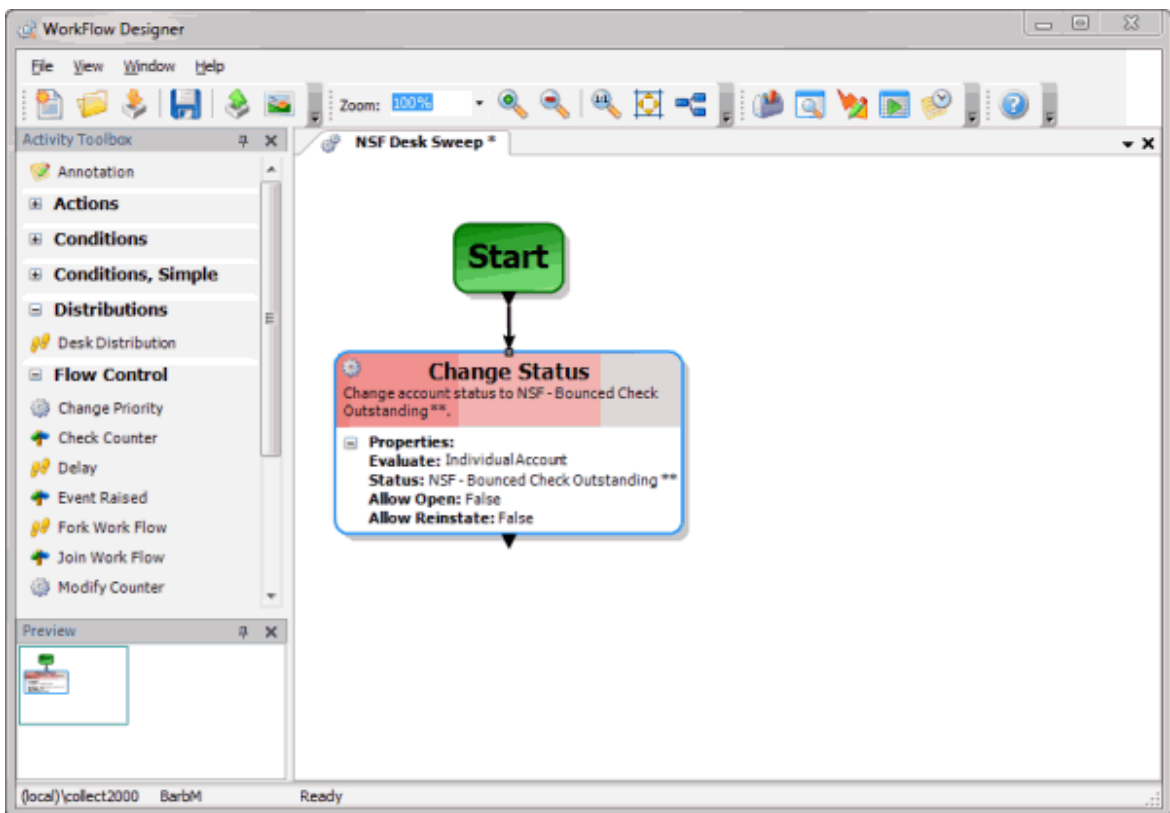 WorkFlow Designer
File View Window Help
Zoom: 100%
Activity Toolbox
NSF Desk Sweep *
Annotation
Actions
Conditions
Conditions, Simple
Distributions
Desk Distribution
Flow Control
Change Priority
Check Counter
Delay
Event Raised
Fork Work Flow
Join Work Flow
Modify Counter
Start
Change Status
Change account status to NSF - Bounced Check
Outstanding **.
Properties:
Evaluate: Individual Account
Status: NSF - Bounced Check Outstanding **
Allow Open: False
Allow Reinstate: False
Preview
(local)\collect2000 BarbM Ready